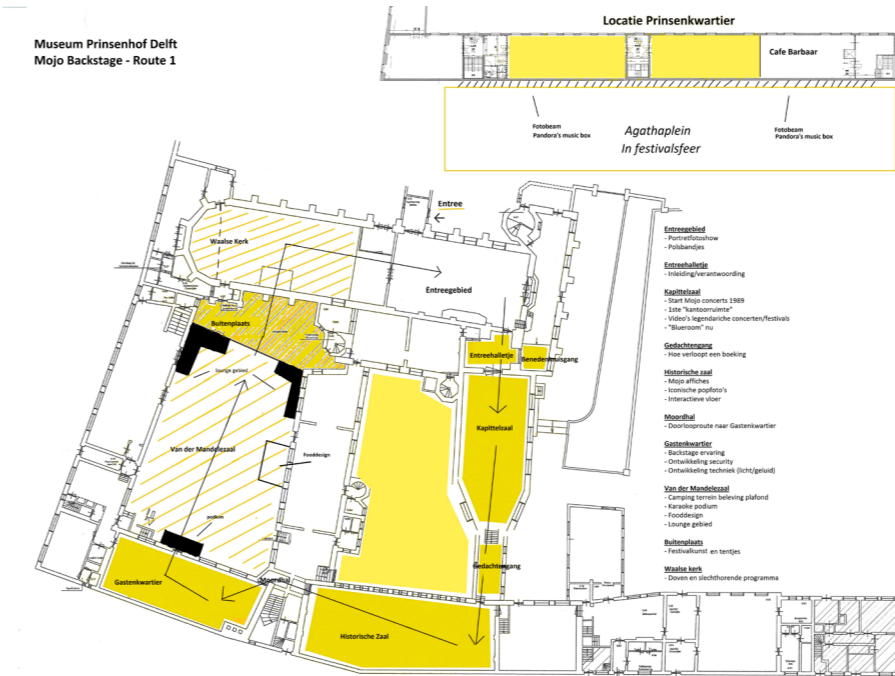 Museum Prinsenhof Delft
Mojo Backstage - Route 1
Locatie Prinsenkwartier
Cafe Barbaar
Fotobeam
Pandora's music box
Agathaplein
In festivalsfeer
Fotobeam
Pandora's music box
Entree
Waalse Kerk
Entreegebied
Buitenplaats
lounge gebied
Entreehalletje
Benedenmuisgang
Kapittelzaal
Van der Mandelezaal
Fooddesign
podium
Gedachtengang
Gastenkwartier
Moordhal
Historische Zaal
Entreegebied
- Portretfotoshow
- Polsbandjes
Entreehalletje
- Inleiding/verantwoording
Kapittelzaal
- Start Mojo concerts 1989
- 1ste "kantoorruimte"
- Video's legendariche concerten/festivals
- "Blueroom" nu
Gedachtengang
- Hoe verloopt een boeking
Historische zaal
- Mojo affiches
- Iconische popfoto's
- Interactieve vloer
Moordhal
- Doorlooproute naar Gastenkwartier
Gastenkwartier
- Backstage ervaring
- Ontwikkeling security
- Ontwikkeling techniek (licht/geluid)
Van der Mandelezaal
- Camping terrein beleving plafond
- Karaoke podium
- Fooddesign
- Lounge gebied
Buitenplaats
- Festivalkunst en tentjes
Waalse kerk
- Doven en slechthorende programma